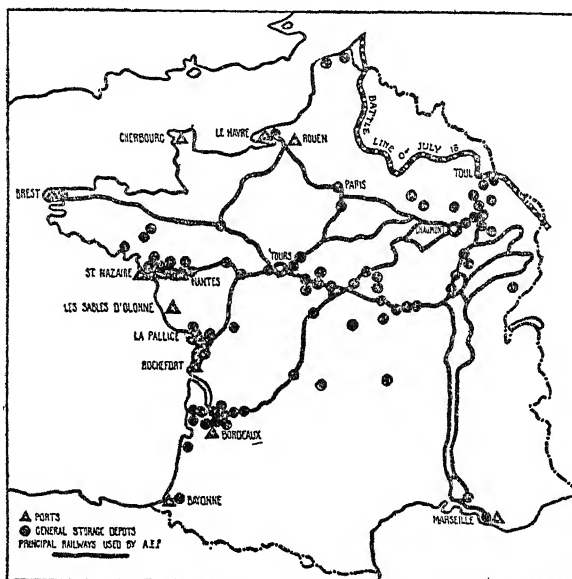 CHERBOURG
LE HAVRE
ROUEN
BATTLE LINE OF JULY 18
TOUL
BREST
PARIS
CHAUMONT
TOURS
ST NAZAIRE
NANTES
LES SABLES D'OLONNE
LA PALLICE
ROCHEFORT
BORDEAUX
BAYONNE
MARSEILLE
PORTS
GENERAL STORAGE DEPOTS
PRINCIPAL RAILWAYS USED BY A.E.F